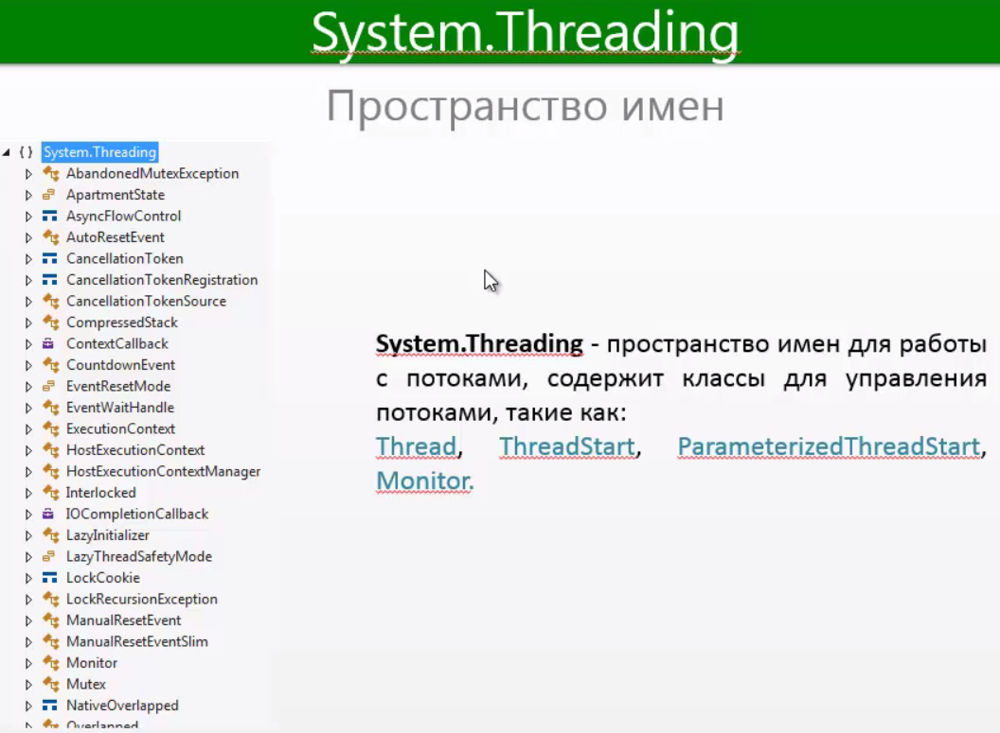 System.Threading
Пространство имен
{ } System.Threading
AbandonedMutexException
ApartmentState
AsyncFlowControl
AutoResetEvent
CancellationToken
CancellationTokenRegistration
CancellationTokenSource
CompressedStack
ContextCallback
CountdownEvent
EventResetMode
EventWaitHandle
ExecutionContext
HostExecutionContext
HostExecutionContextManager
Interlocked
IOCompletionCallback
LazyInitializer
LazyThreadSafetyMode
LockCookie
LockRecursionException
ManualResetEvent
ManualResetEventSlim
Monitor
Mutex
NativeOverlapped
Overlapped
System.Threading - пространство имен для работы
с потоками, содержит классы для управления
потоками, такие как:
Thread, ThreadStart, ParameterizedThreadStart,
Monitor.